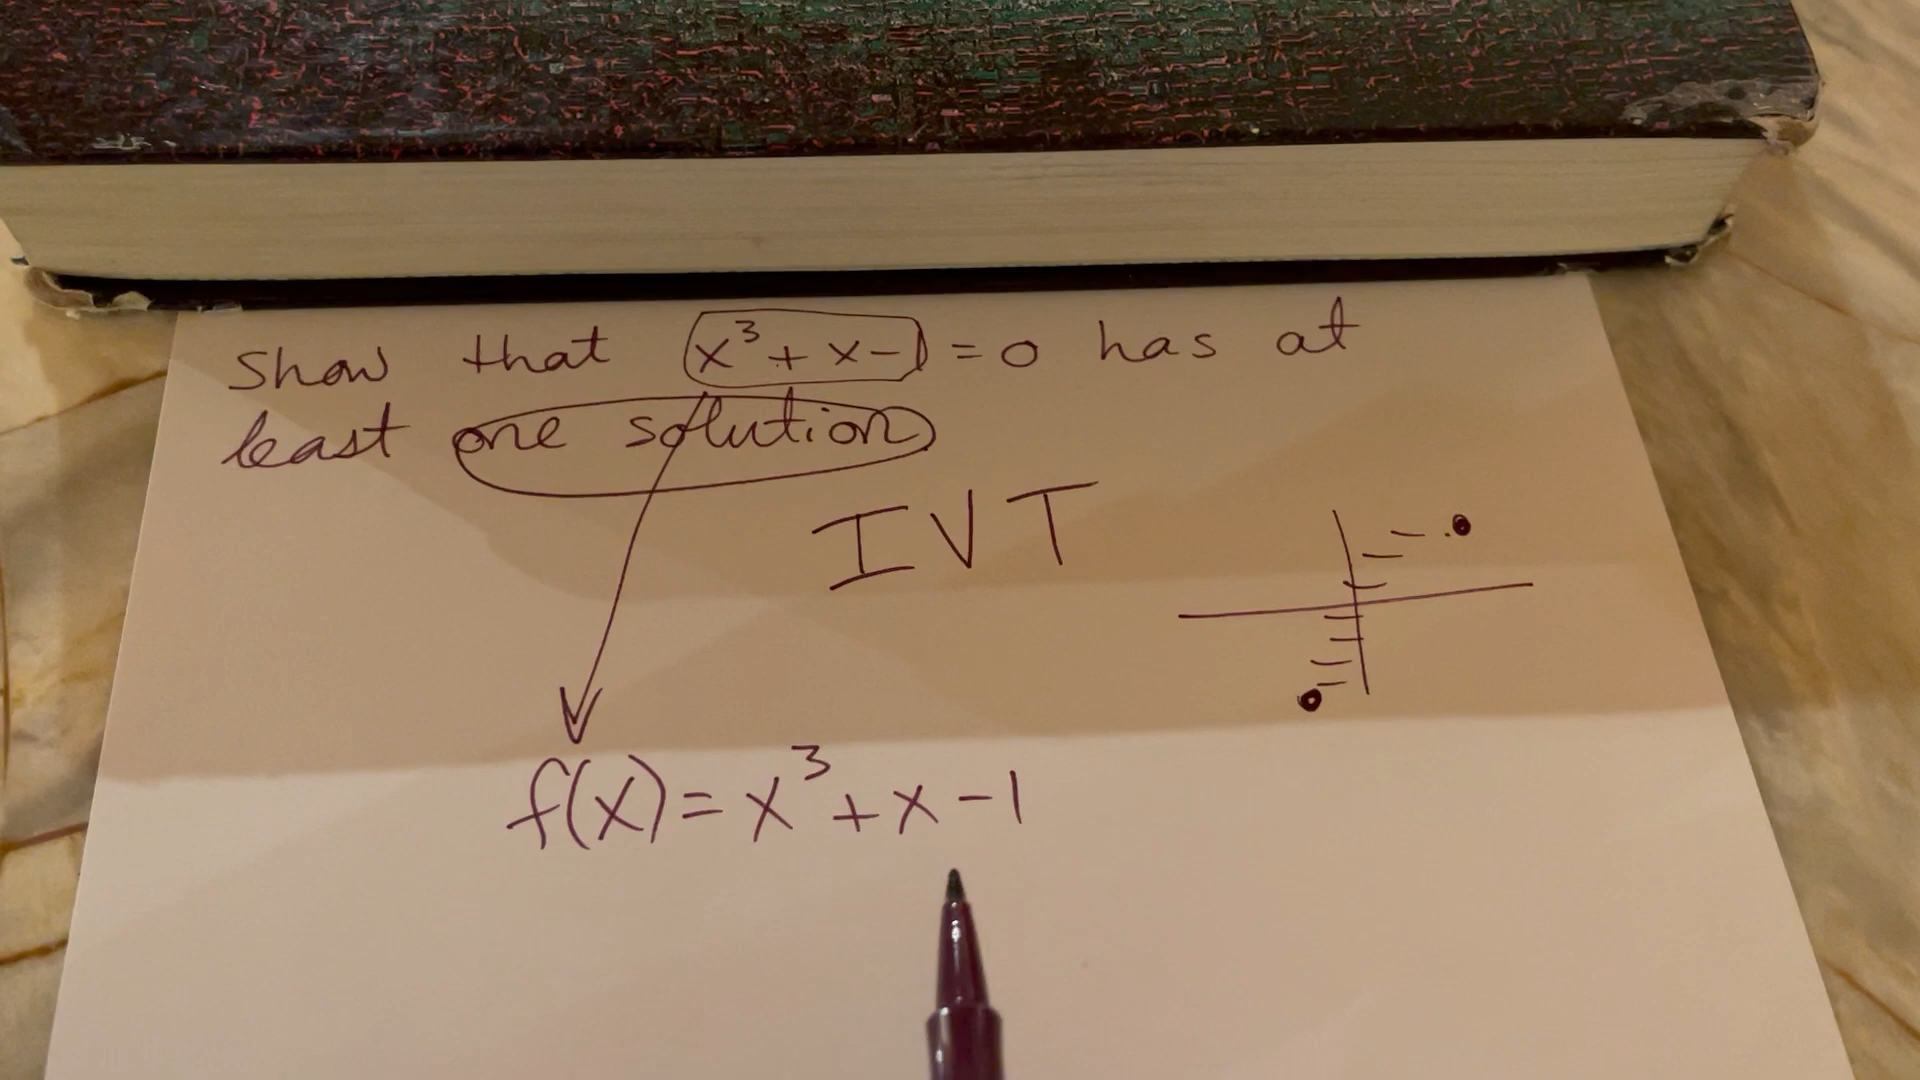 Show that x³ + x - 1 = 0 has at
least one solution
IVT
f(x) = x³ + x - 1